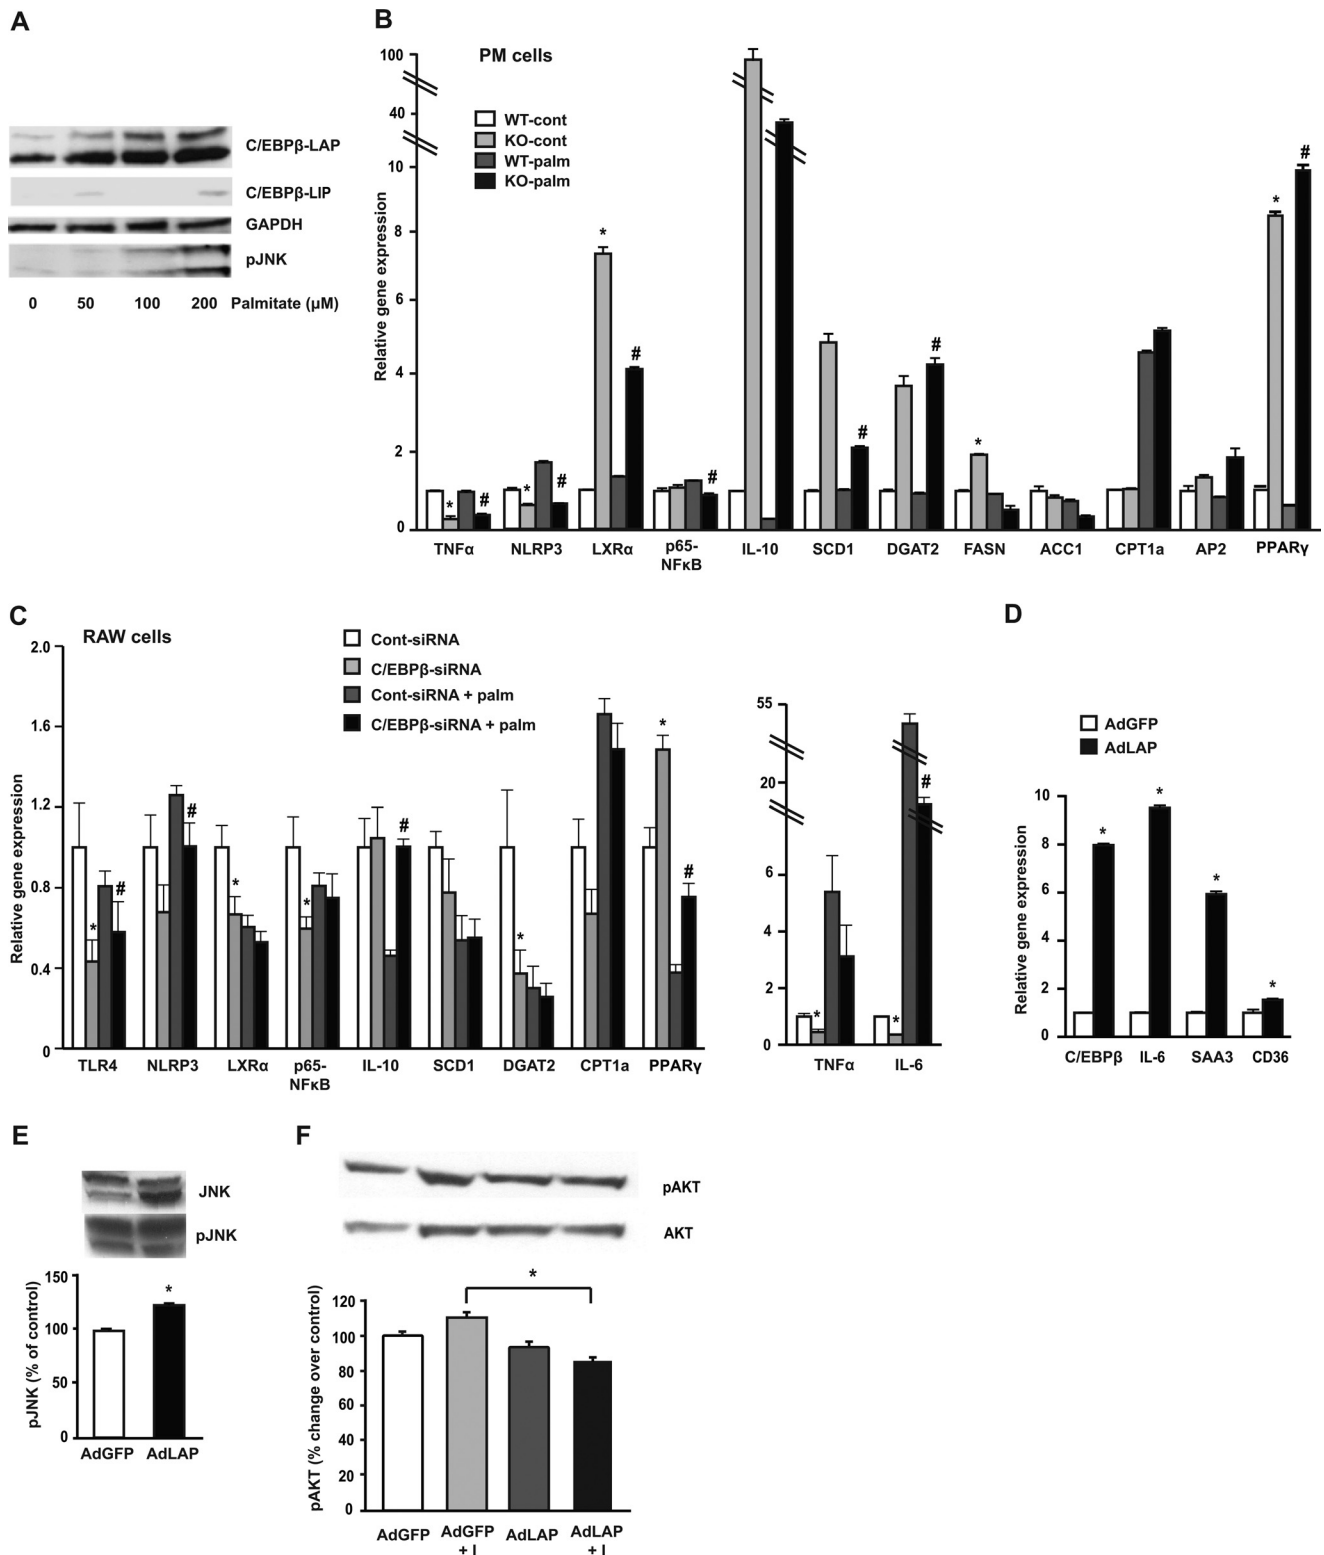 A
C/EBPβ-LAP
C/EBPβ-LIP
GAPDH
pJNK
0 50 100 200 Palmitate (μM)
B
PM cells
WT-cont
KO-cont
WT-palm
KO-palm
Relative gene expression
100
40
10
8
6
4
2
0
*
#
*
#
*
#
#
#
#
*
*
#
TNFα NLRP3 LXRα p65- IL-10 SCD1 DGAT2 FASN ACC1 CPT1a AP2 PPARγ
NFκB
C
RAW cells
Cont-siRNA
C/EBPβ-siRNA
Cont-siRNA + palm
C/EBPβ-siRNA + palm
Relative gene expression
2.0
1.6
1.2
0.8
0.4
0
*
#
#
*
*
#
*
*
#
TLR4 NLRP3 LXRα p65- IL-10 SCD1 DGAT2 CPT1a PPARγ
NFκB
55
20
6
4
2
0
*
*
#
TNFα IL-6
D
AdGFP
AdLAP
Relative gene expression
10
8
6
4
2
0
*
*
*
*
C/EBPβ IL-6 SAA3 CD36
E
JNK
pJNK
pJNK (% of control)
150
100
50
0
*
AdGFP AdLAP
F
pAKT
AKT
pAKT (% change over control)
120
100
80
60
40
20
0
*
AdGFP AdGFP AdLAP AdLAP
+ I + I